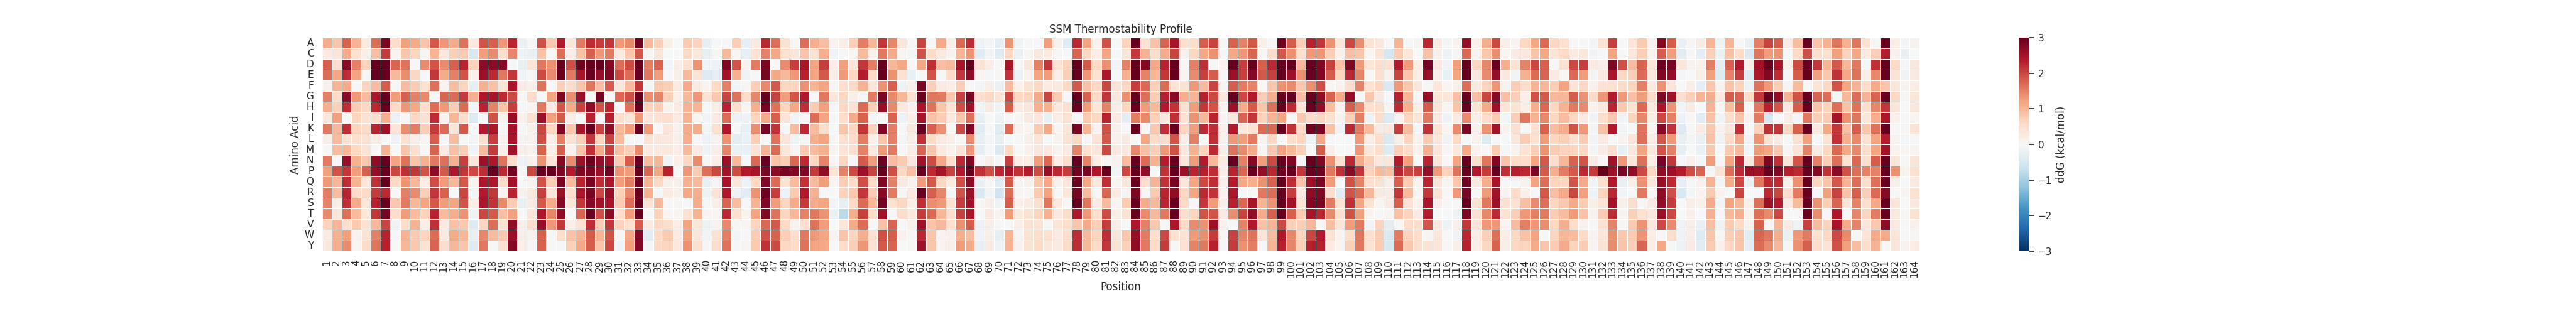 SSM Thermostability Profile
A
C
D
E
F
G
H
I
K
L
M
N
P
Q
R
S
T
V
W
Y
Amino Acid
1 2 3 4 5 6 7 8 9 10 11 12 13 14 15 16 17 18 19 20 21 22 23 24 25 26 27 28 29 30 31 32 33 34 35 36 37 38 39 40 41 42 43 44 45 46 47 48 49 50 51 52 53 54 55 56 57 58 59 60 61 62 63 64 65 66 67 68 69 70 71 72 73 74 75 76 77 78 79 80 81 82 83 84 85 86 87 88 89 90 91 92 93 94 95 96 97 98 99 100 101 102 103 104 105 106 107 108 109 110 111 112 113 114 115 116 117 118 119 120 121 122 123 124 125 126 127 128 129 130 131 132 133 134 135 136 137 138 139 140 141 142 143 144 145 146 147 148 149 150 151 152 153 154 155 156 157 158 159 160 161 162 163 164
Position
3
2
1
0
−1
−2
−3
ddG (kcal/mol)